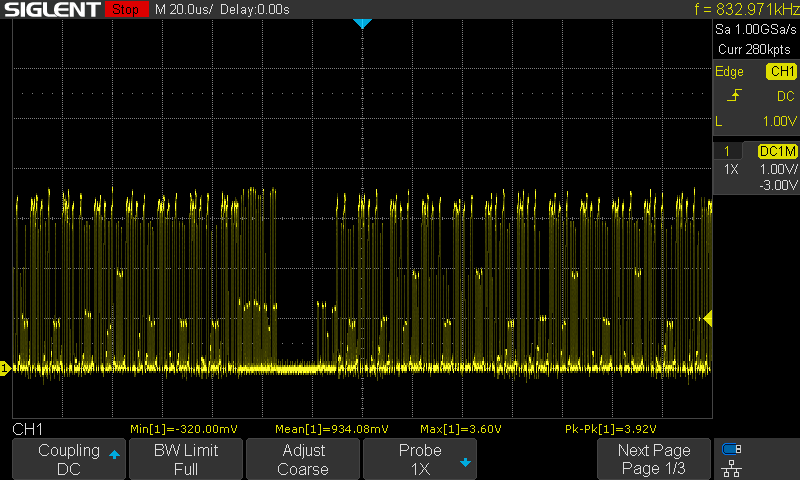 SIGLENT Stop M 20.0us/ Delay:0.00s f = 832.971kHz
Sa 1.00GSa/s
Curr 280kpts
Edge CH1
DC
L 1.00V
1 DC1M
1X 1.00V/
-3.00V
1
CH1 Min[1]=-320.00mV Mean[1]=934.08mV Max[1]=3.60V Pk-Pk[1]=3.92V
Coupling BW Limit Adjust Probe Next Page
DC Full Coarse 1X Page 1/3